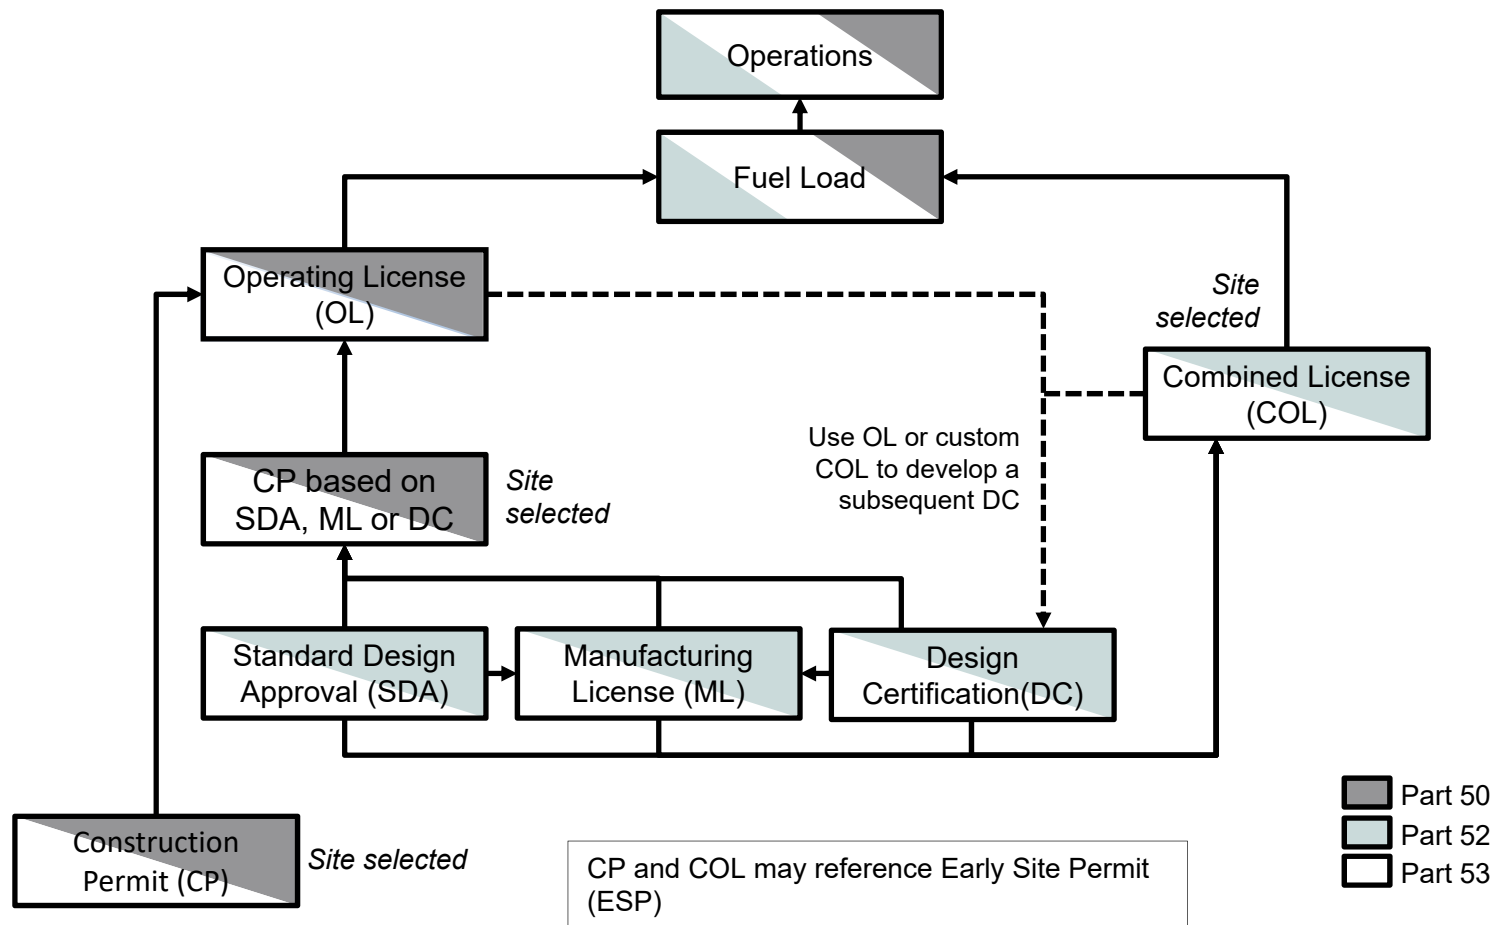 Operations
Fuel Load
Operating License
(OL)
Site
selected
Combined License
(COL)
Use OL or custom
COL to develop a
subsequent DC
CP based on
SDA, ML or DC
Site
selected
Standard Design
Approval (SDA)
Manufacturing
License (ML)
Design
Certification(DC)
Construction
Permit (CP)
Site selected
CP and COL may reference Early Site Permit
(ESP)
Part 50
Part 52
Part 53